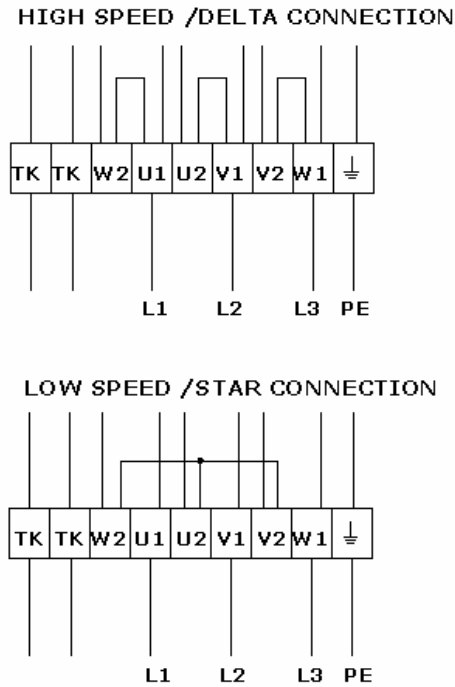 HIGH SPEED /DELTA CONNECTION
TK TK W2 U1 U2 V1 V2 W1
L1 L2 L3 PE
LOW SPEED /STAR CONNECTION
TK TK W2 U1 U2 V1 V2 W1
L1 L2 L3 PE